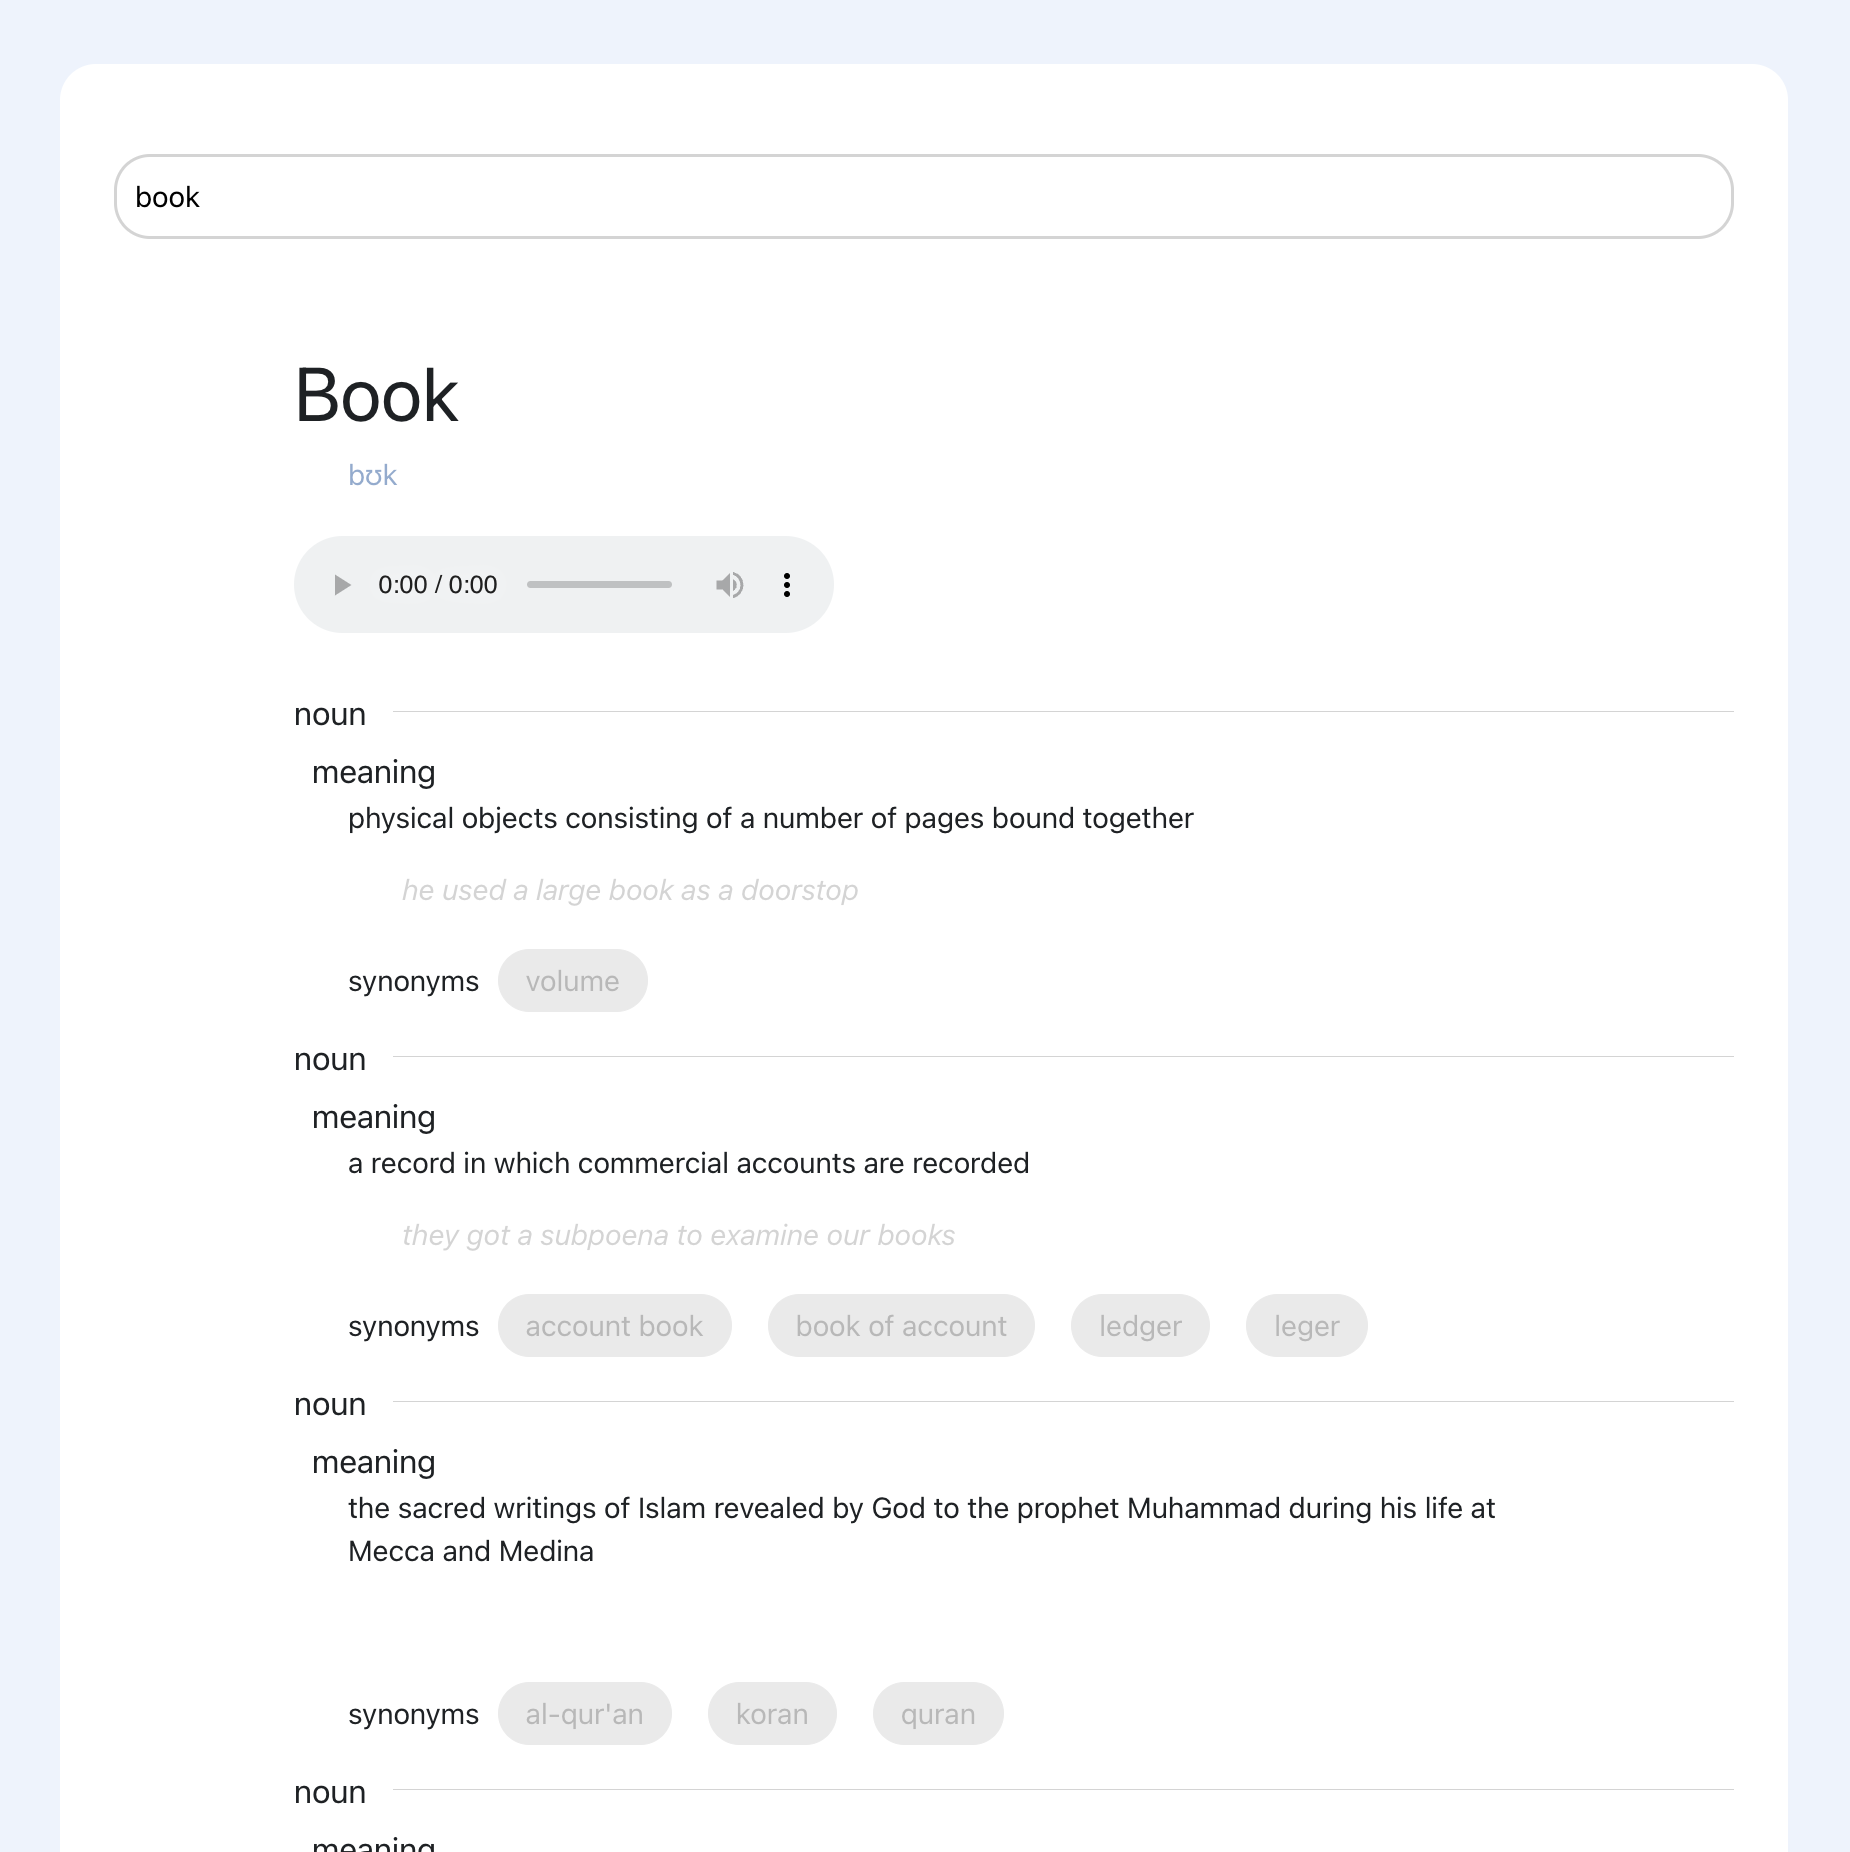 book
Book
bʊk
0:00 / 0:00
noun
meaning
physical objects consisting of a number of pages bound together
he used a large book as a doorstop
synonyms volume
noun
meaning
a record in which commercial accounts are recorded
they got a subpoena to examine our books
synonyms account book book of account ledger leger
noun
meaning
the sacred writings of Islam revealed by God to the prophet Muhammad during his life at
Mecca and Medina
synonyms al-qur'an koran quran
noun
meaning